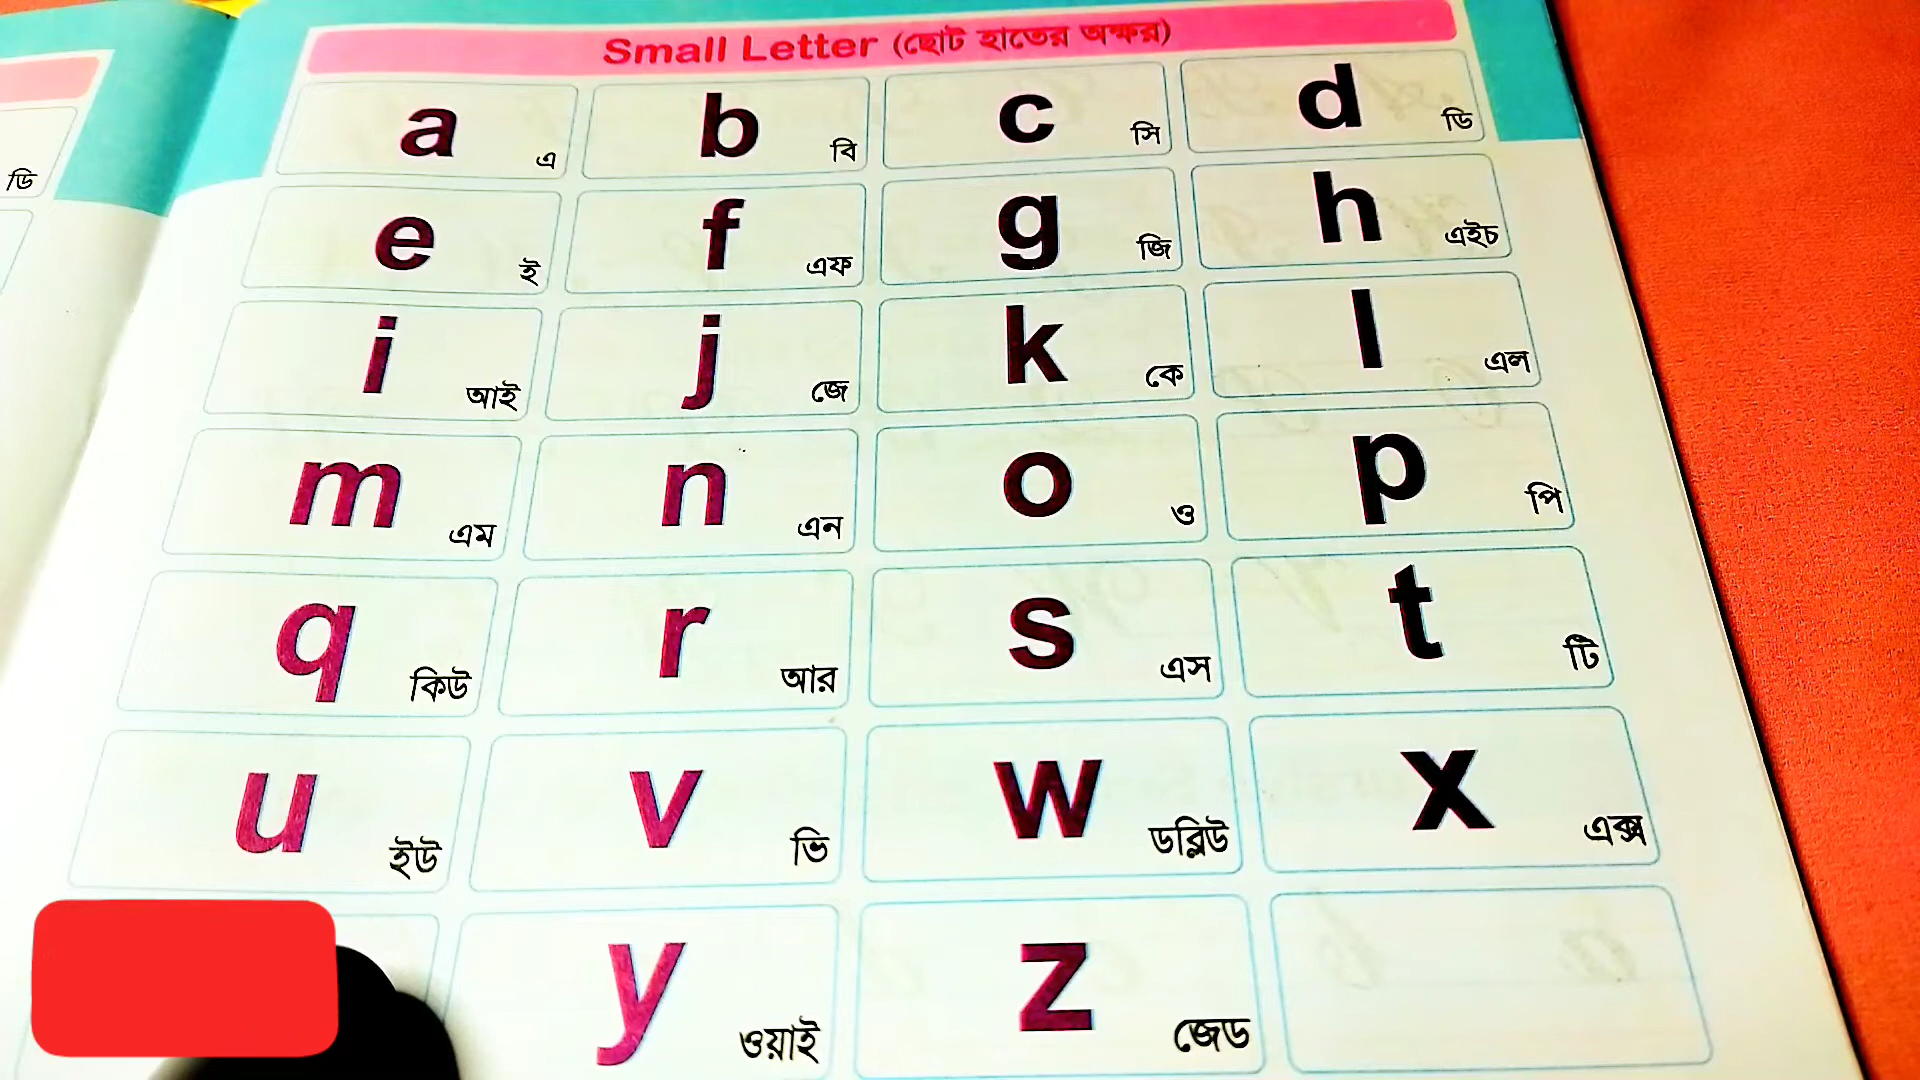 Small Letter (ছোট হাতের অক্ষর)
a এ b বি c সি d ডি
ডি
e ই f এফ g জি h এইচ
i আই j জে k কে l এল
m এম n এন o ও p পি
q কিউ r আর s এস t টি
u ইউ v ভি w ডব্লিউ x এক্স
y ওয়াই z জেড